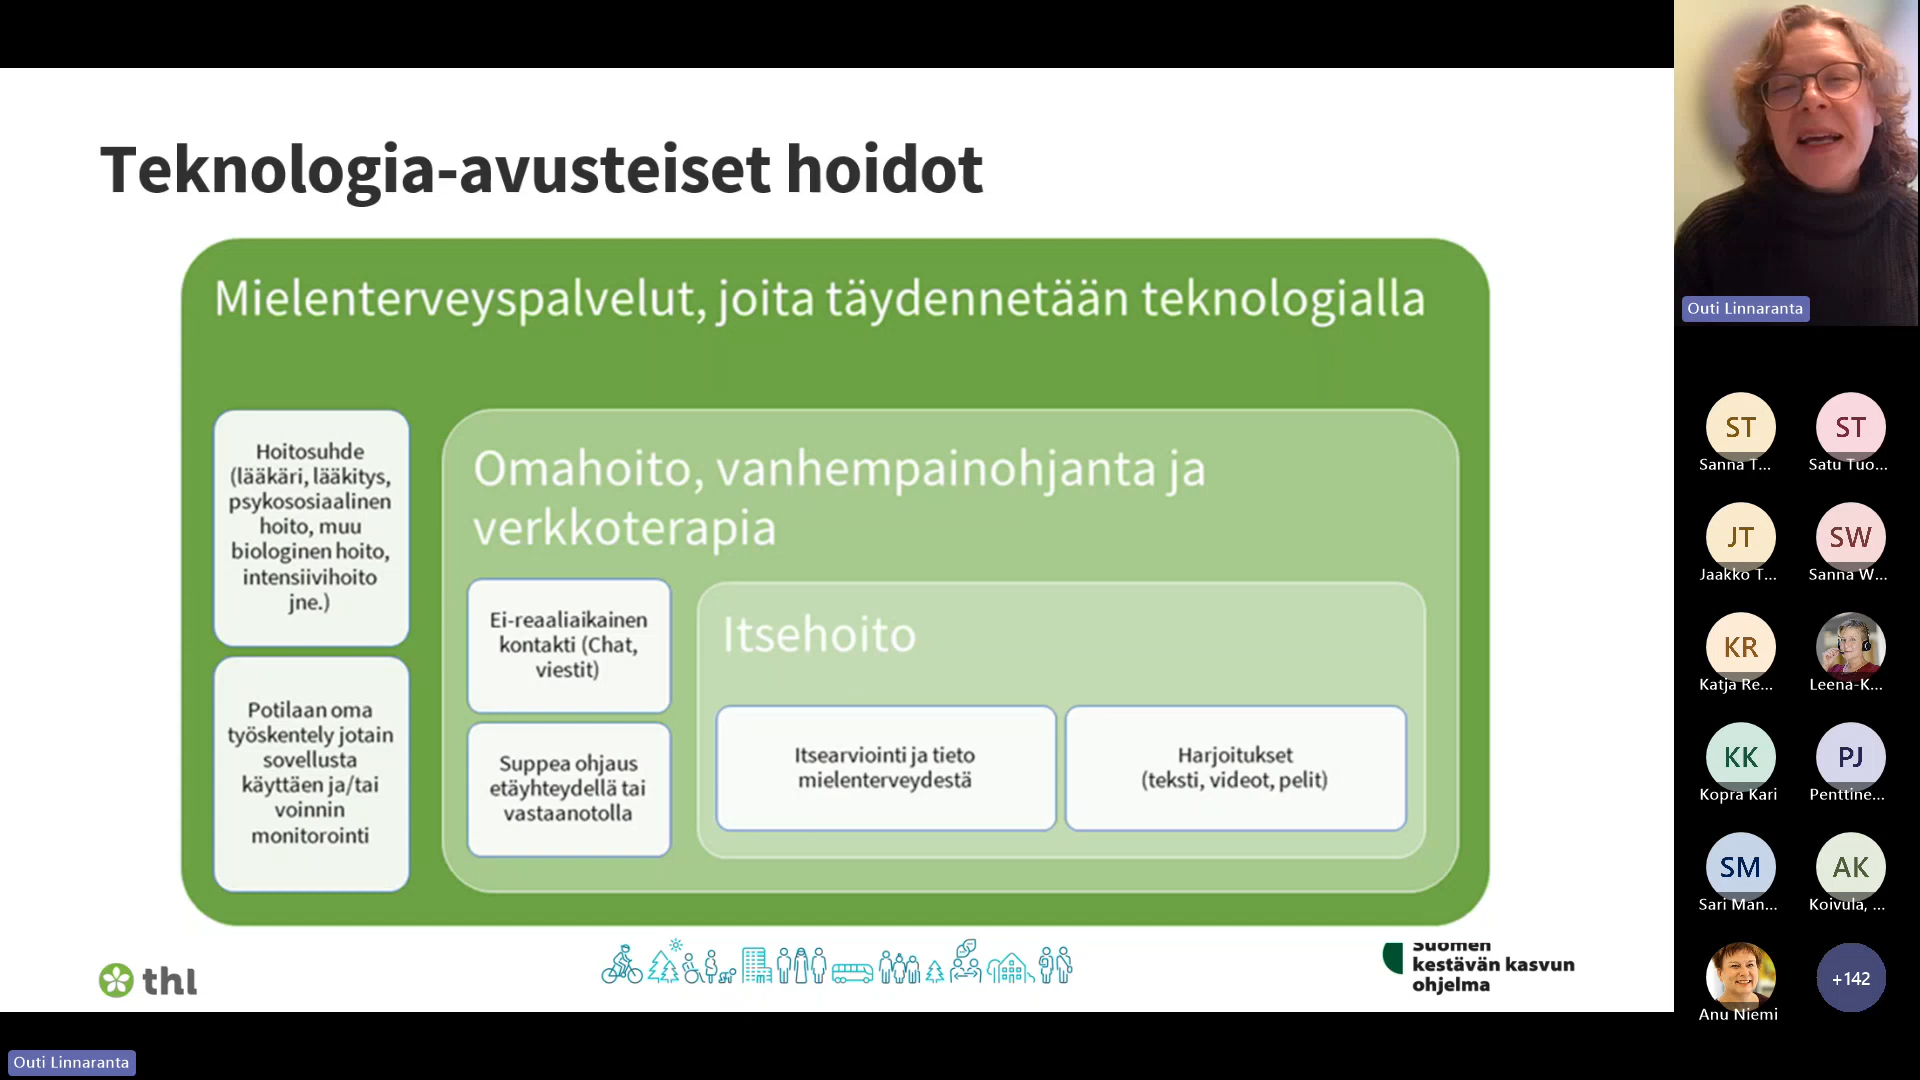 Teknologia-avusteiset hoidot
Mielenterveyspalvelut, joita täydennetään teknologialla
Hoitosuhde
(lääkäri, lääkitys,
psykososiaalinen
hoito, muu
biologinen hoito,
intensiivihoito
jne.)
Potilaan oma
työskentely jotain
sovellusta
käyttäen ja/tai
voinnin
monitorointi
Omahoito, vanhempainohjanta ja
verkkoterapia
Ei-reaaliaikainen
kontakti (Chat,
viestit)
Suppea ohjaus
etäyhteydellä tai
vastaanotolla
Itsehoito
Itsearviointi ja tieto
mielenterveydestä
Harjoitukset
(teksti, videot, pelit)
thl
Suomen
kestävän kasvun
ohjelma
Outi Linnaranta
Outi Linnaranta
ST
Sanna T...
ST
Satu Tuo...
JT
Jaakko T...
SW
Sanna W...
KR
Katja Re...
Leena-K...
KK
Kopra Kari
PJ
Penttine...
SM
Sari Man...
AK
Koivula, ...
Anu Niemi
+142